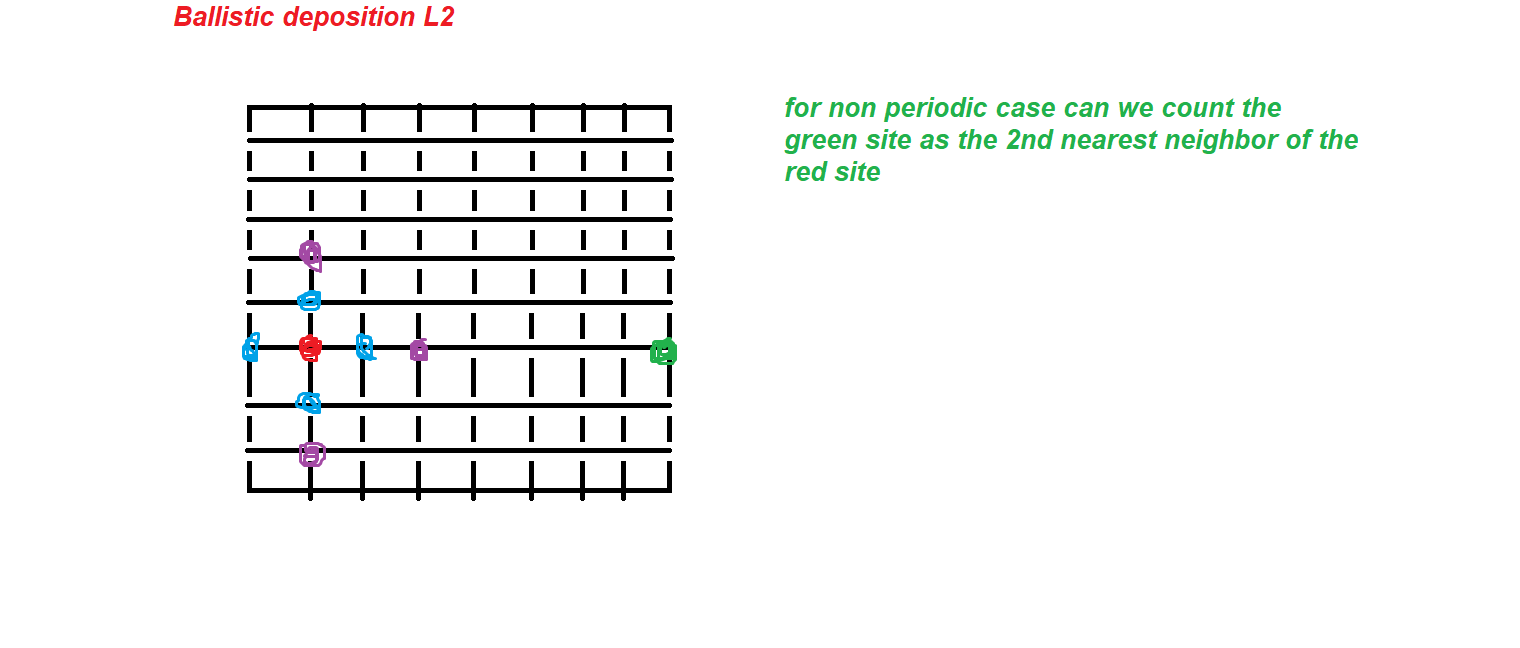 Ballistic deposition L2
for non periodic case can we count the
green site as the 2nd nearest neighbor of the
red site